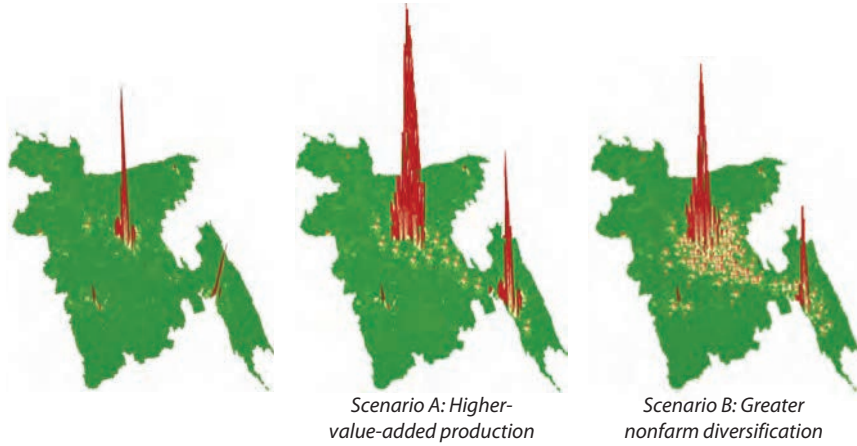 Scenario A: Higher-
value-added production
Scenario B: Greater
nonfarm diversification